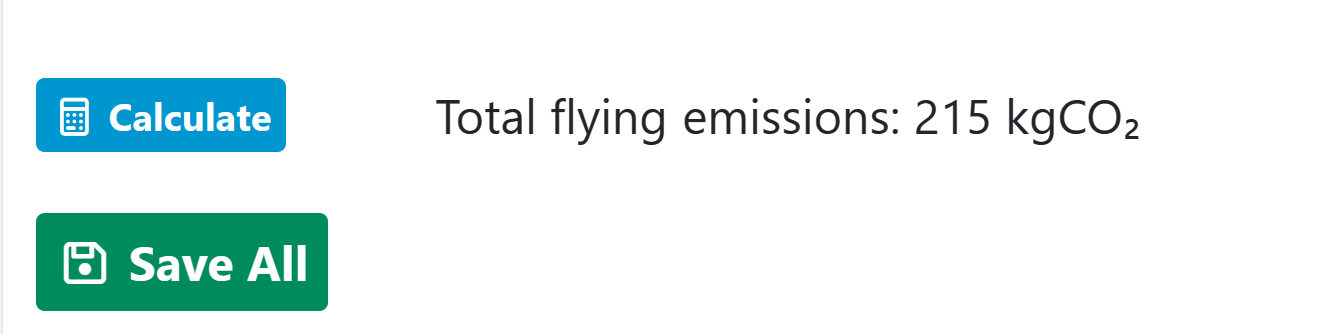 Calculate
Total flying emissions: 215 kgCO₂
Save All